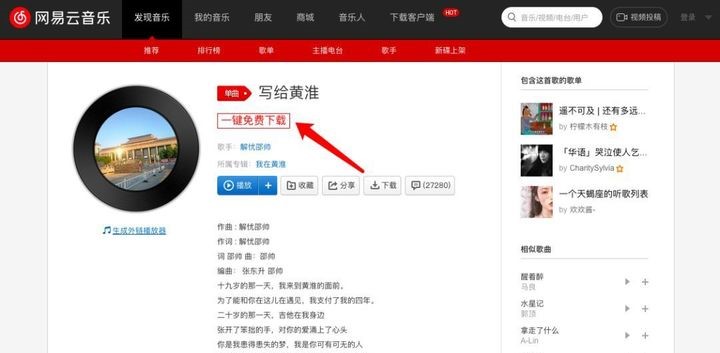 网易云音乐
发现音乐 我的音乐 朋友 商城 音乐人 下载客户端 HOT
音乐/视频/电台/用户 视频投稿 登录
推荐 排行榜 歌单 主播电台 歌手 新碟上架
单曲 写给黄淮
一键免费下载
歌手：解忧邵帅
所属专辑：我在黄淮
播放 + 收藏 分享 下载 (27280)
生成外链播放器
作曲 : 解忧邵帅
作词 : 解忧邵帅
词 邵帅 曲：邵帅
编曲： 张东升 邵帅
十九岁的那一天，我来到黄淮的面前。
为了能和你在这儿在遇见，我支付了我的四年。
二十岁的那一天，吉他在我身边
张开了笨拙的手，对你的爱涌上了心头
你是我患得患失的梦，我是你可有可无的人
包含这首歌的歌单
遥不可及 | 还有多远...
by 柠檬木有枝
「华语」哭泣使人乞...
by CharitySylvia
一个天蝎座的听歌列表
by 欢欢酱-
相似歌曲
醒着醉
马良
水星记
郭顶
拿走了什么
A-Lin